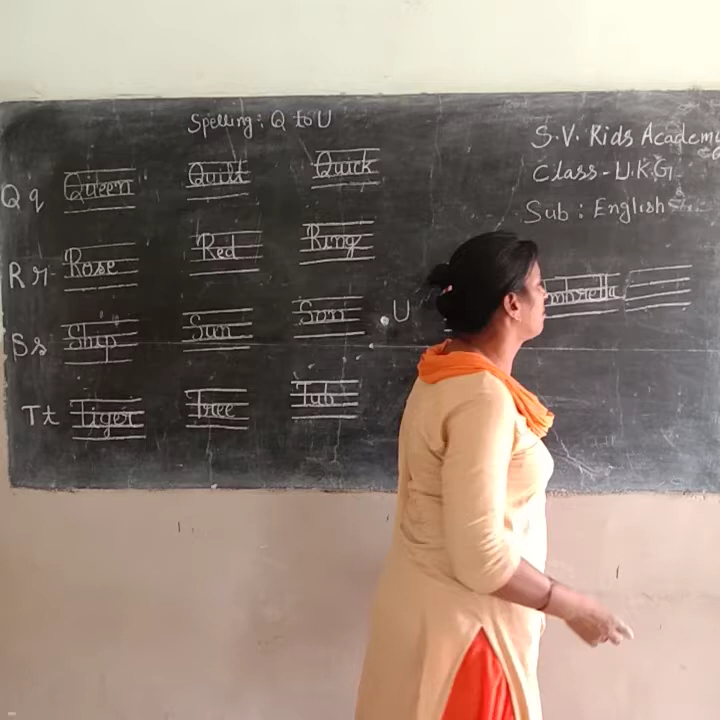 Spelling: Q to U
S.V. Kids Academy
Class - U.K.G
Sub : English
Q q Queen Quilt Quick
R r Rose Red Ring
S s Ship Sun Son
U
T t Tiger Tree Tub